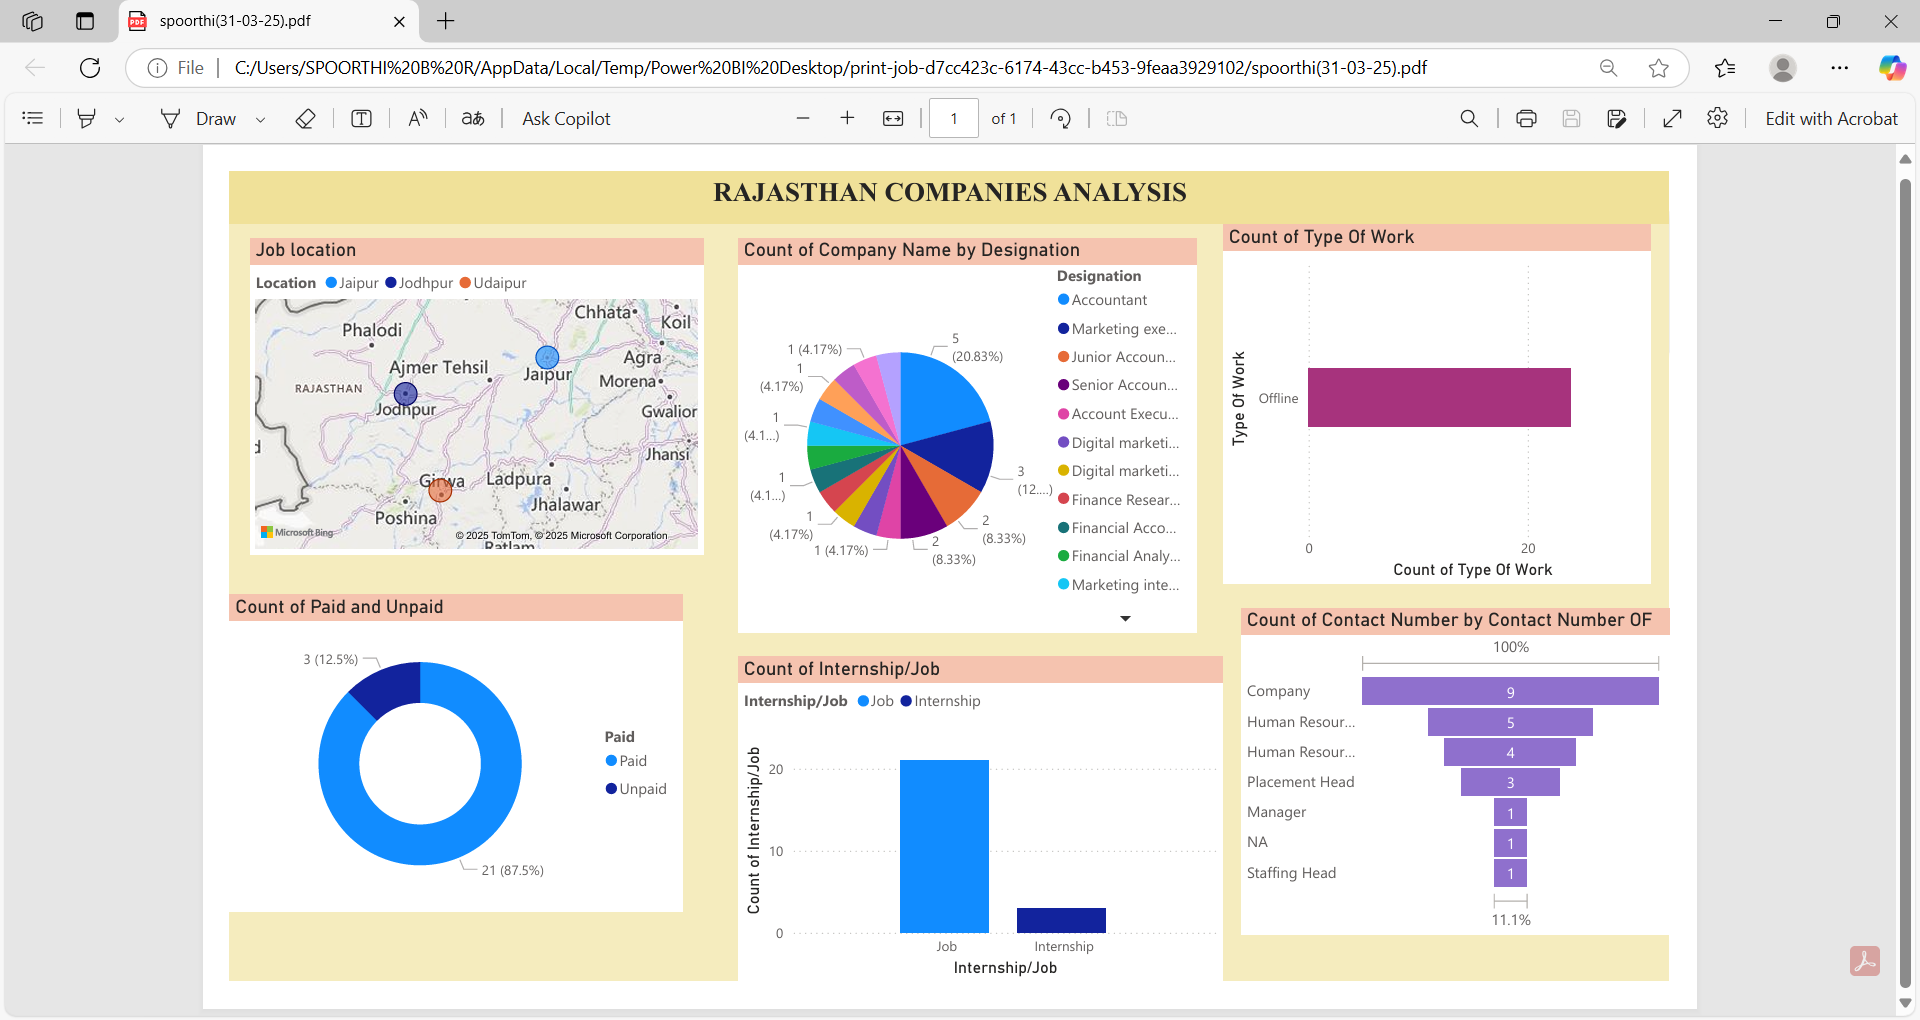 spoorthi(31-03-25).pdf
File
C:/Users/SPOORTHI%20B%20R/AppData/Local/Temp/Power%20BI%20Desktop/print-job-d7cc423c-6174-43cc-b453-9feaa3929102/spoorthi(31-03-25).pdf
Draw
Ask Copilot
1 of 1
Edit with Acrobat
RAJASTHAN COMPANIES ANALYSIS
Job location
Location Jaipur Jodhpur Udaipur
Chhata
Koil
Phalodi
Agra
Ajmer Tehsil
Jaipur
Morena
RAJASTHAN
Jodhpur
Gwalior
d
Jhansi
Girwa
Ladpura
Jhalawar
Poshina
Microsoft Bing
© 2025 TomTom, © 2025 Microsoft Corporation
Ratlam
Count of Company Name by Designation
Designation
Accountant
Marketing exe...
Junior Accoun...
Senior Accoun...
Account Execu...
Digital marketi...
Digital marketi...
Finance Resear...
Financial Acco...
Financial Analy...
Marketing inte...
5
(20.83%)
3
(12....)
2
(8.33%)
2
(8.33%)
1 (4.17%)
1
(4.17%)
1
(4.1...)
1
(4.1...)
1
(4.17%)
1 (4.17%)
Count of Type Of Work
Type Of Work
Offline
0
20
Count of Type Of Work
Count of Paid and Unpaid
3 (12.5%)
21 (87.5%)
Paid
Paid
Unpaid
Count of Internship/Job
Internship/Job Job Internship
Count of Internship/Job
20
10
0
Job
Internship
Internship/Job
Count of Contact Number by Contact Number OF
100%
Company 9
Human Resour... 5
Human Resour... 4
Placement Head 3
Manager 1
NA 1
Staffing Head 1
11.1%